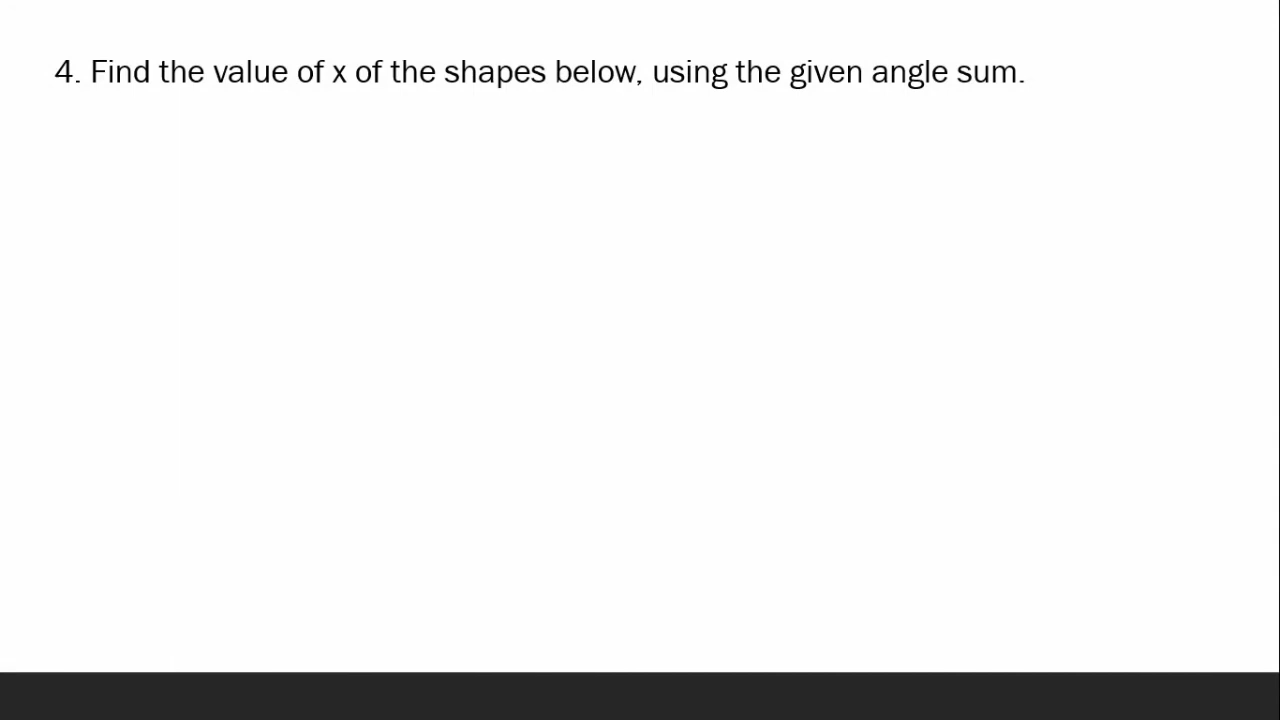 4. Find the value of x of the shapes below, using the given angle sum.